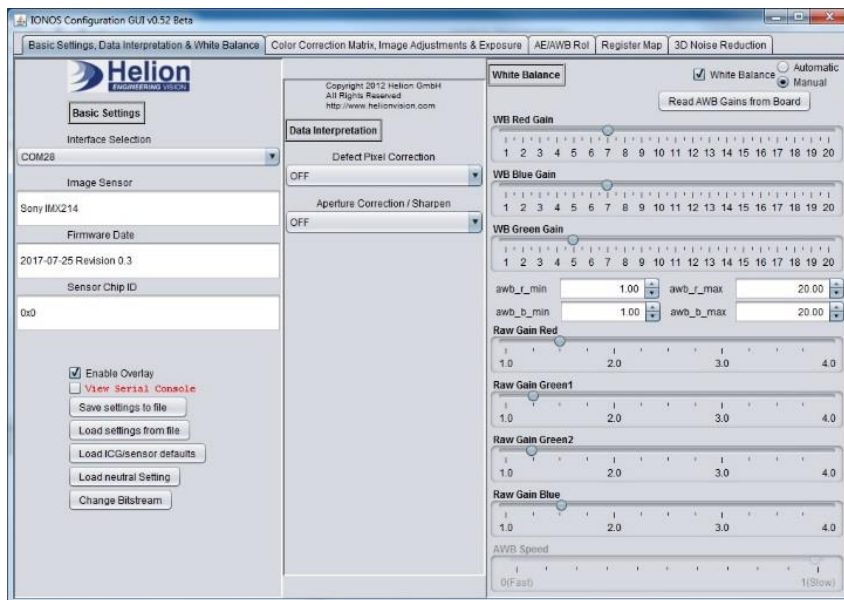 IONOS Configuration GUI v0.52 Beta
Basic Settings, Data Interpretation & White Balance
Color Correction Matrix, Image Adjustments & Exposure
AE/AWB RoI
Register Map
3D Noise Reduction
Helion
ENGINEERING VISION
Basic Settings
Interface Selection
COM28
Image Sensor
Sony IMX214
Firmware Date
2017-07-25 Revision 0.3
Sensor Chip ID
0x0
Enable Overlay
View Serial Console
Save settings to file
Load settings from file
Load ICG/sensor defaults
Load neutral Setting
Change Bitstream
Copyright 2012 Helion GmbH
All Rights Reserved
http://www.helionvision.com
Data Interpretation
Defect Pixel Correction
OFF
Aperture Correction / Sharpen
OFF
White Balance
White Balance
Automatic
Manual
Read AWB Gains from Board
WB Red Gain
1 2 3 4 5 6 7 8 9 10 11 12 13 14 15 16 17 18 19 20
WB Blue Gain
1 2 3 4 5 6 7 8 9 10 11 12 13 14 15 16 17 18 19 20
WB Green Gain
1 2 3 4 5 6 7 8 9 10 11 12 13 14 15 16 17 18 19 20
awb_r_min 1.00 awb_r_max 20.00
awb_b_min 1.00 awb_b_max 20.00
Raw Gain Red
1.0 2.0 3.0 4.0
Raw Gain Green1
1.0 2.0 3.0 4.0
Raw Gain Green2
1.0 2.0 3.0 4.0
Raw Gain Blue
1.0 2.0 3.0 4.0
AWB Speed
0(Fast) 1(Slow)